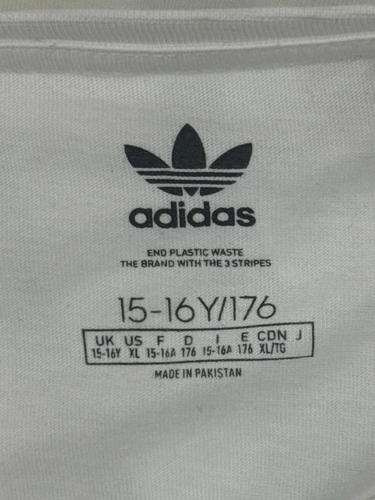 adidas
END PLASTIC WASTE
THE BRAND WITH THE 3 STRIPES
15-16Y/176
UK US F D I E CDN J
15-16Y XL 15-16A 176 15-16A 176 XL/TG
MADE IN PAKISTAN